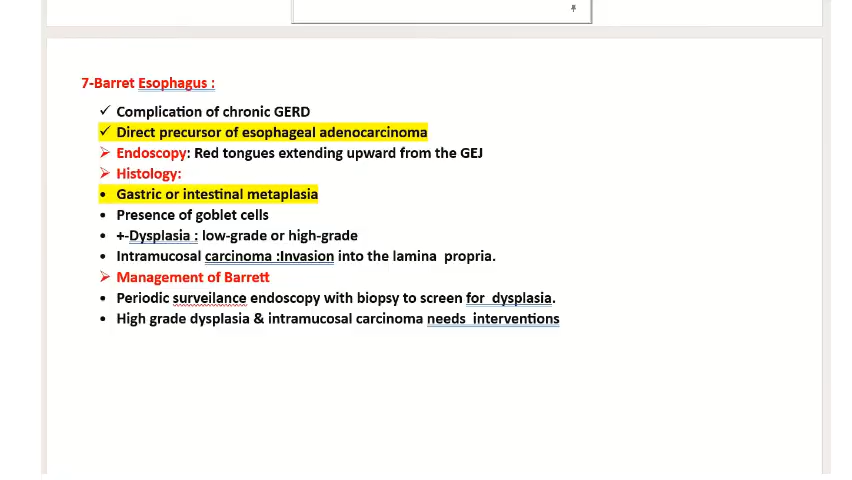 7-Barret Esophagus :
✓ Complication of chronic GERD
✓ Direct precursor of esophageal adenocarcinoma
➢ Endoscopy: Red tongues extending upward from the GEJ
➢ Histology:
• Gastric or intestinal metaplasia
• Presence of goblet cells
• +-Dysplasia : low-grade or high-grade
• Intramucosal carcinoma :Invasion into the lamina propria.
➢ Management of Barrett
• Periodic surveilance endoscopy with biopsy to screen for dysplasia.
• High grade dysplasia & intramucosal carcinoma needs interventions